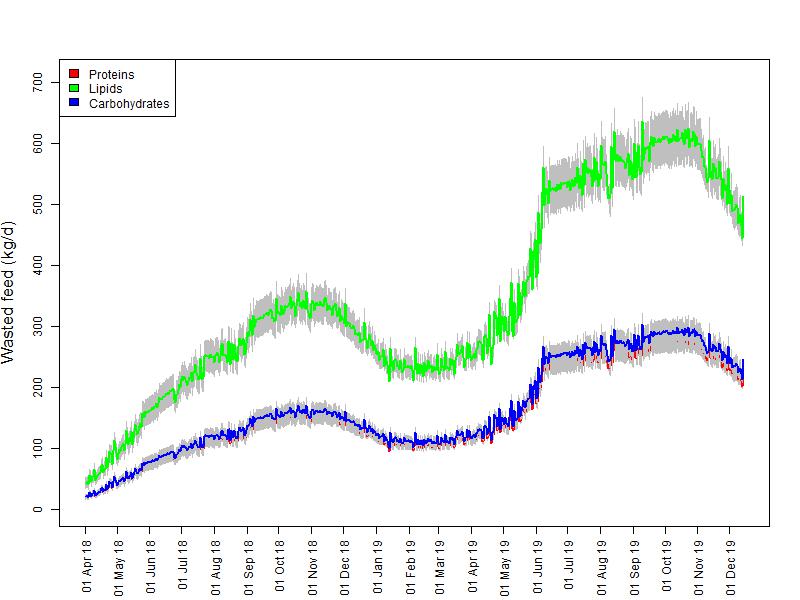 Proteins
Lipids
Carbohydrates
Wasted feed (kg/d)
700
600
500
400
300
200
100
0
01 Apr 18
01 May 18
01 Jun 18
01 Jul 18
01 Aug 18
01 Sep 18
01 Oct 18
01 Nov 18
01 Dec 18
01 Jan 19
01 Feb 19
01 Mar 19
01 Apr 19
01 May 19
01 Jun 19
01 Jul 19
01 Aug 19
01 Sep 19
01 Oct 19
01 Nov 19
01 Dec 19